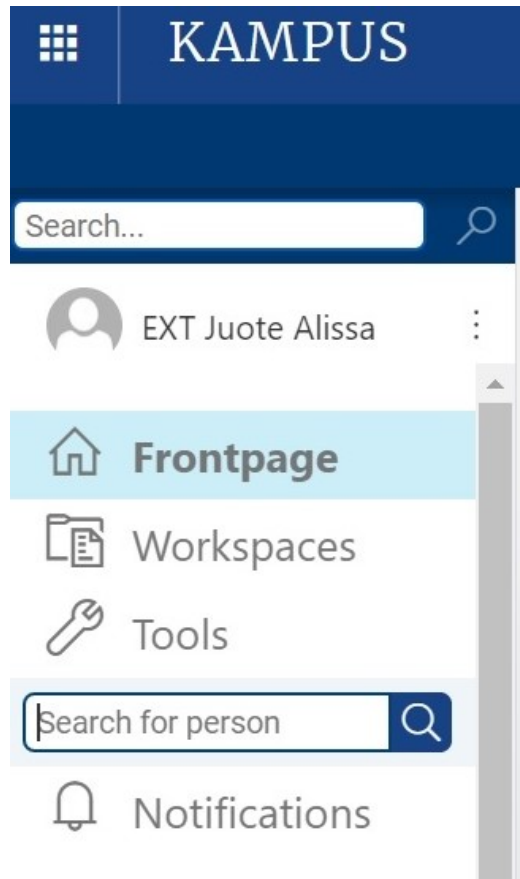 KAMPUS
Search...
EXT Juote Alissa
Frontpage
Workspaces
Tools
Search for person
Notifications